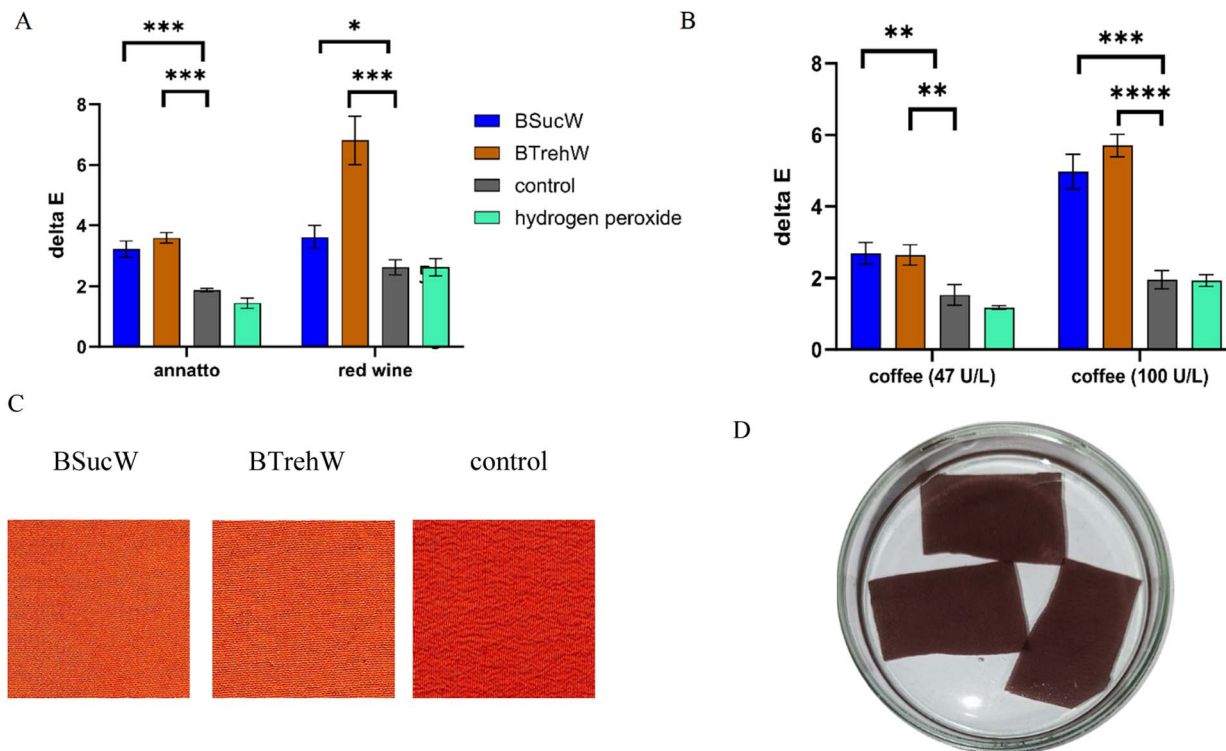 A
*** *
*** ***
8
6
4
2
0
delta E
annatto red wine
BSucW
BTrehW
control
hydrogen peroxide
B
** ***
** ****
8
6
4
2
0
delta E
coffee (47 U/L) coffee (100 U/L)
C
BSucW BTrehW control
D